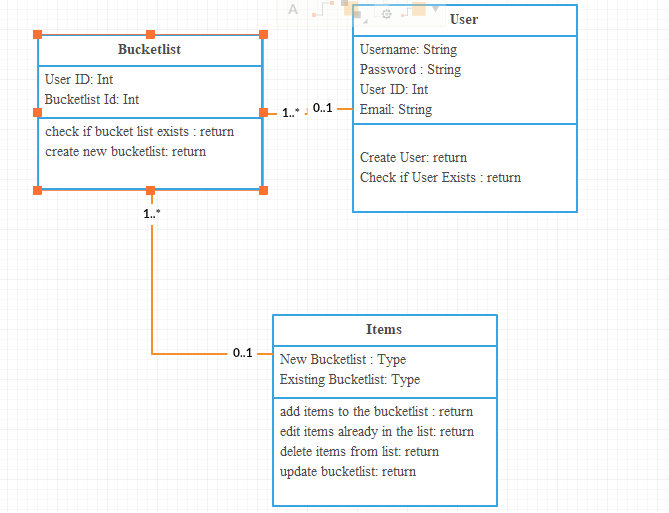 A
User
Bucketlist
Username: String
Password : String
User ID: Int
Email: String
User ID: Int
Bucketlist Id: Int
1..*
0..1
check if bucket list exists : return
create new bucketlist: return
Create User: return
Check if User Exists : return
1..*
0..1
Items
New Bucketlist : Type
Existing Bucketlist: Type
add items to the bucketlist : return
edit items already in the list: return
delete items from list: return
update bucketlist: return